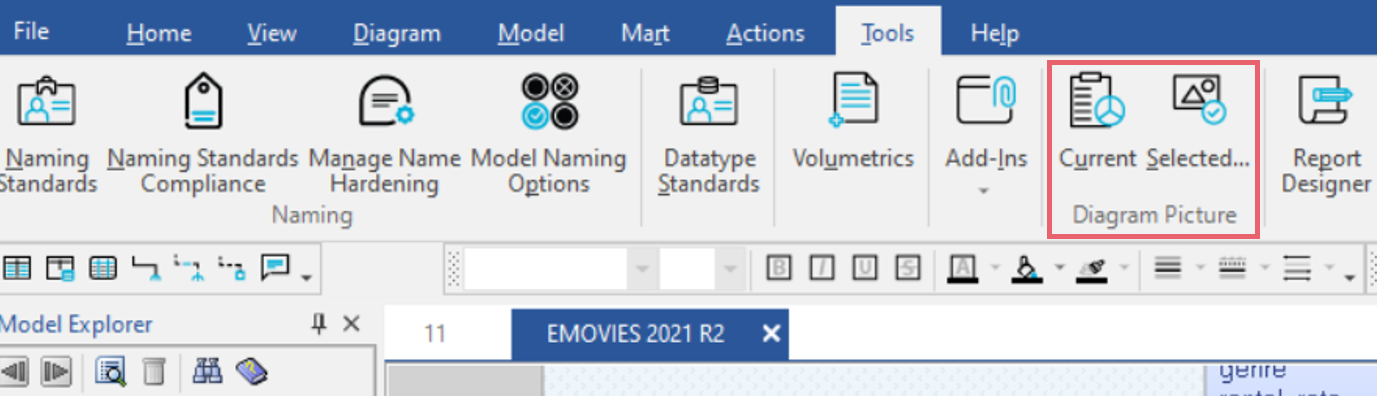 File Home View Diagram Model Mart Actions Tools Help
Naming Standards
Naming Standards Compliance
Manage Name Hardening
Model Naming Options
Naming
Datatype Standards
Volumetrics
Add-Ins
Current
Selected...
Diagram Picture
Report Designer
B I U S A
Model Explorer
11
EMOVIES 2021 R2
genre